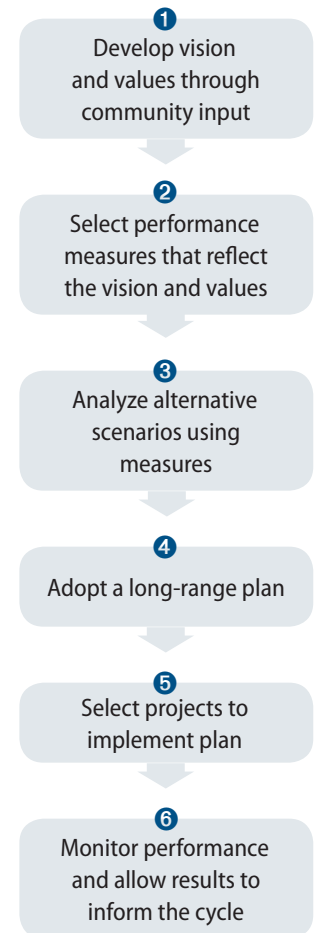 1
Develop vision
and values through
community input
2
Select performance
measures that reflect
the vision and values
3
Analyze alternative
scenarios using
measures
4
Adopt a long-range plan
5
Select projects to
implement plan
6
Monitor performance
and allow results to
inform the cycle